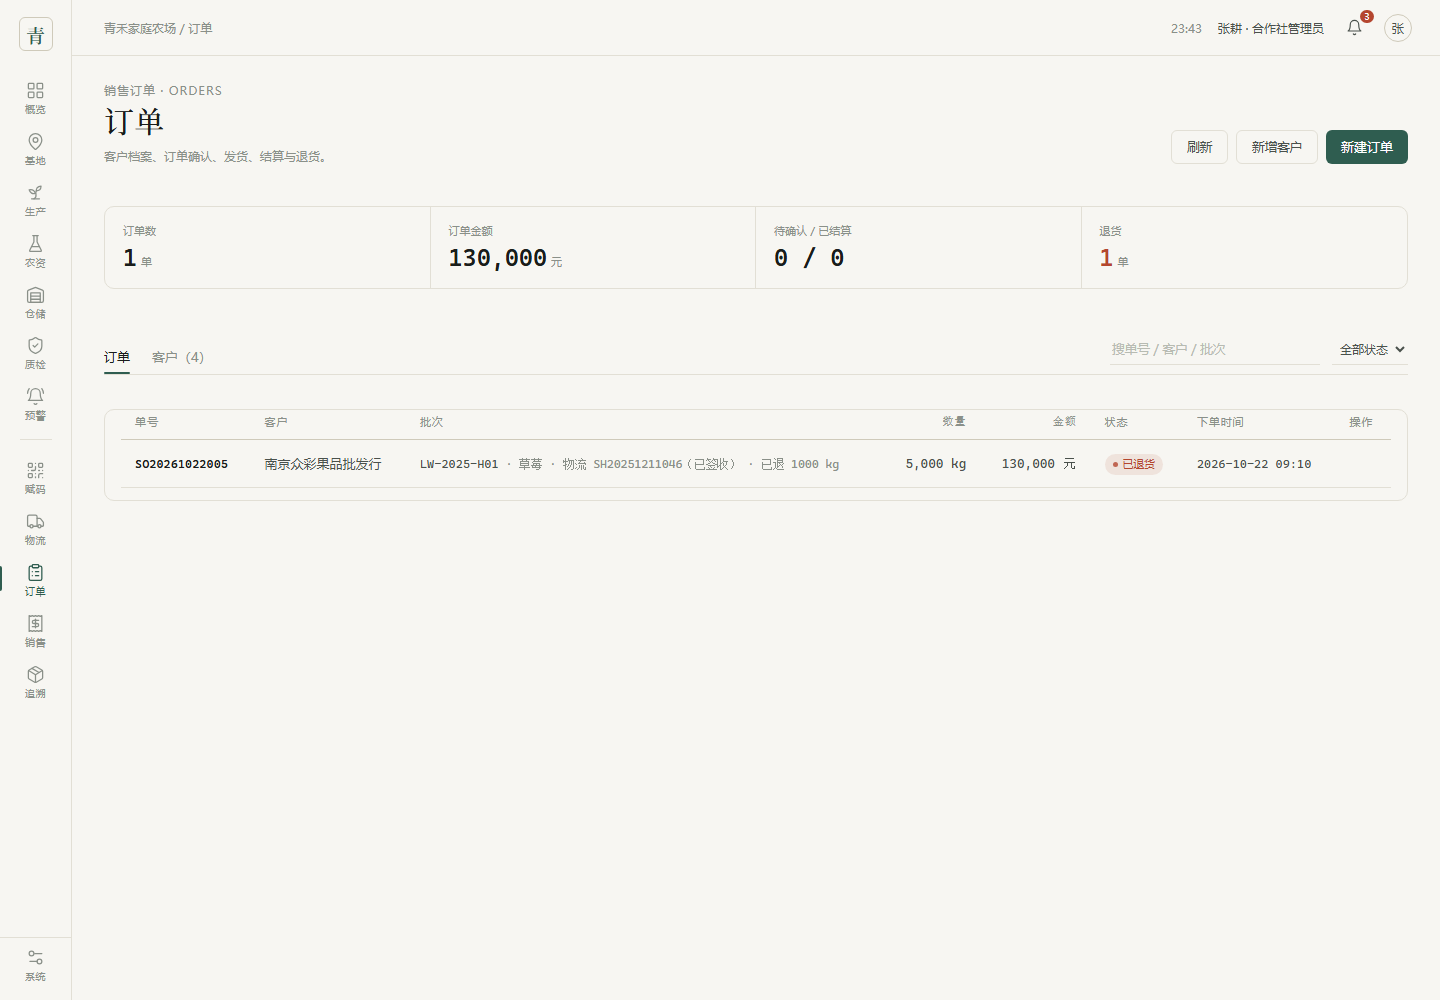 青
青禾家庭农场 / 订单
23:43 张耕 · 合作社管理员 3 张
概览
基地
生产
农资
仓储
质检
预警
赋码
物流
订单
销售
追溯
系统
销售订单 · ORDERS
订单
客户档案、订单确认、发货、结算与退货。
刷新 新增客户 新建订单
订单数 订单金额 待确认 / 已结算 退货
1 单 130,000 元 0 / 0 1 单
订单 客户（4） 搜单号 / 客户 / 批次 全部状态
单号 客户 批次 数量 金额 状态 下单时间 操作
SO20261022005 南京众彩果品批发行 LW-2025-H01 · 草莓 · 物流 SH20251211046（已签收） · 已退 1000 kg 5,000 kg 130,000 元 已退货 2026-10-22 09:10